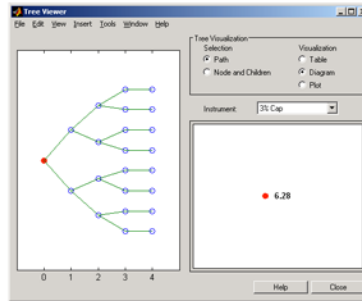 Tree Viewer
File Edit View Insert Tools Window Help
Tree Visualization
Selection
Visualization
Path
Table
Node and Children
Diagram
Plot
Instrument:
3% Cap
6.28
0 1 2 3 4
Help
Close